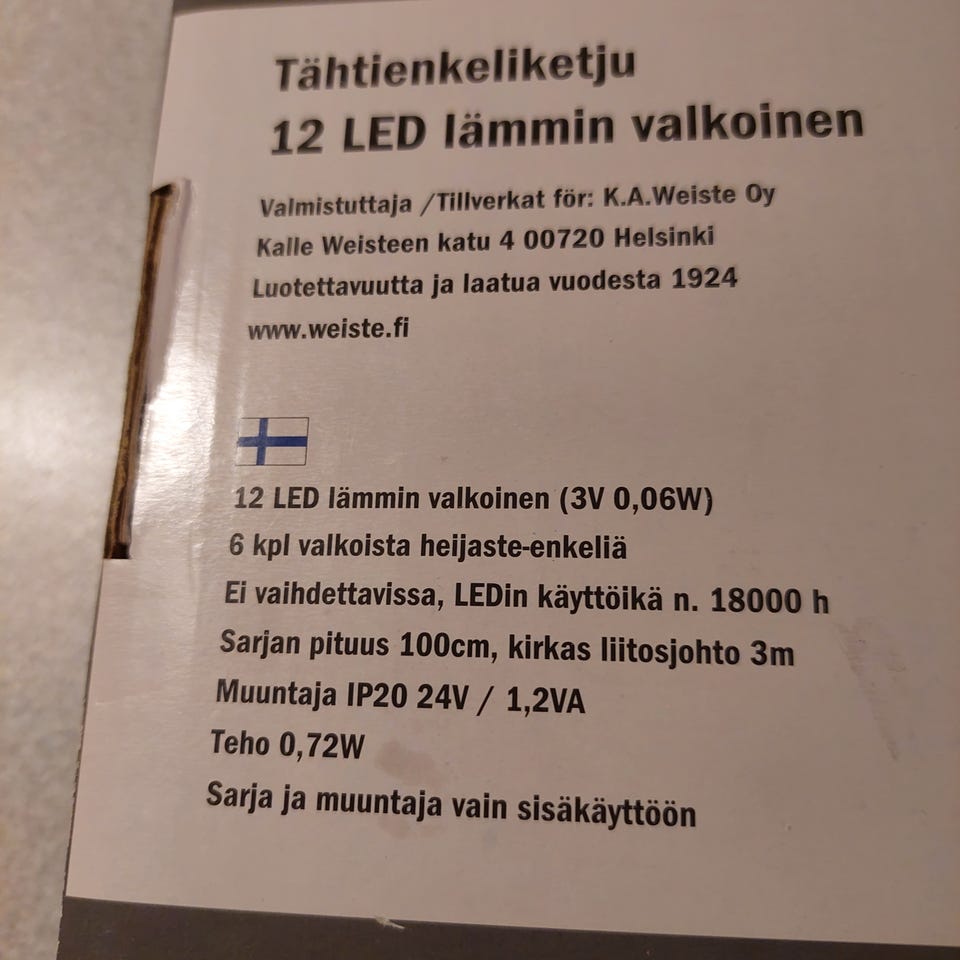 Tähtienkeliketju
12 LED lämmin valkoinen
Valmistuttaja /Tillverkat för: K.A.Weiste Oy
Kalle Weisteen katu 4 00720 Helsinki
Luotettavuutta ja laatua vuodesta 1924
www.weiste.fi
12 LED lämmin valkoinen (3V 0,06W)
6 kpl valkoista heijaste-enkeliä
Ei vaihdettavissa, LEDin käyttöikä n. 18000 h
Sarjan pituus 100cm, kirkas liitosjohto 3m
Muuntaja IP20 24V / 1,2VA
Teho 0,72W
Sarja ja muuntaja vain sisäkäyttöön